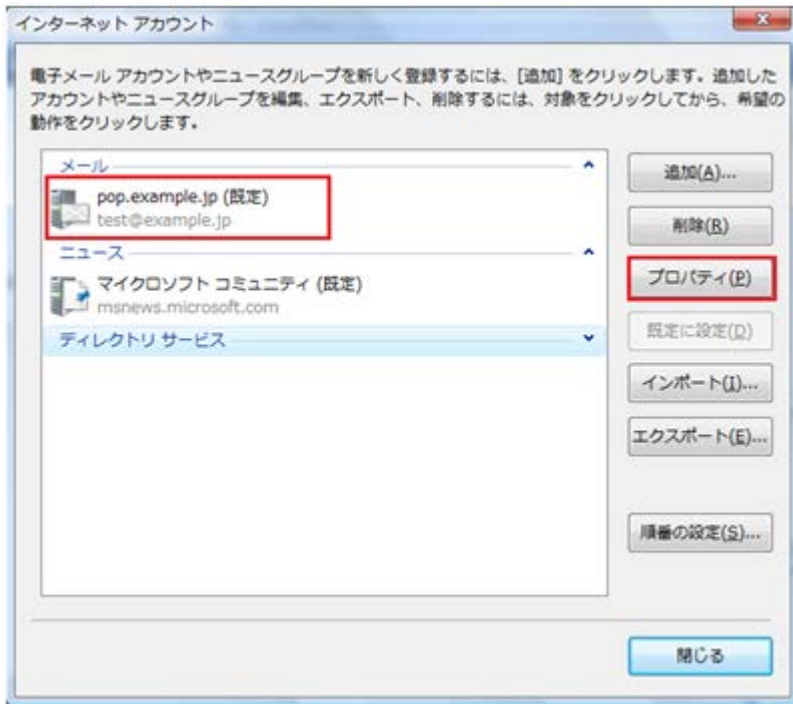 インターネット アカウント
電子メール アカウントやニュースグループを新しく登録するには、[追加] をクリックします。追加した
アカウントやニュースグループを編集、エクスポート、削除するには、対象をクリックしてから、希望の
動作をクリックします。
メール
pop.example.jp (既定)
test@example.jp
ニュース
マイクロソフト コミュニティ (既定)
msnews.microsoft.com
ディレクトリ サービス
追加(A)...
削除(R)
プロパティ(P)
既定に設定(D)
インポート(I)...
エクスポート(E)...
順番の設定(S)...
閉じる